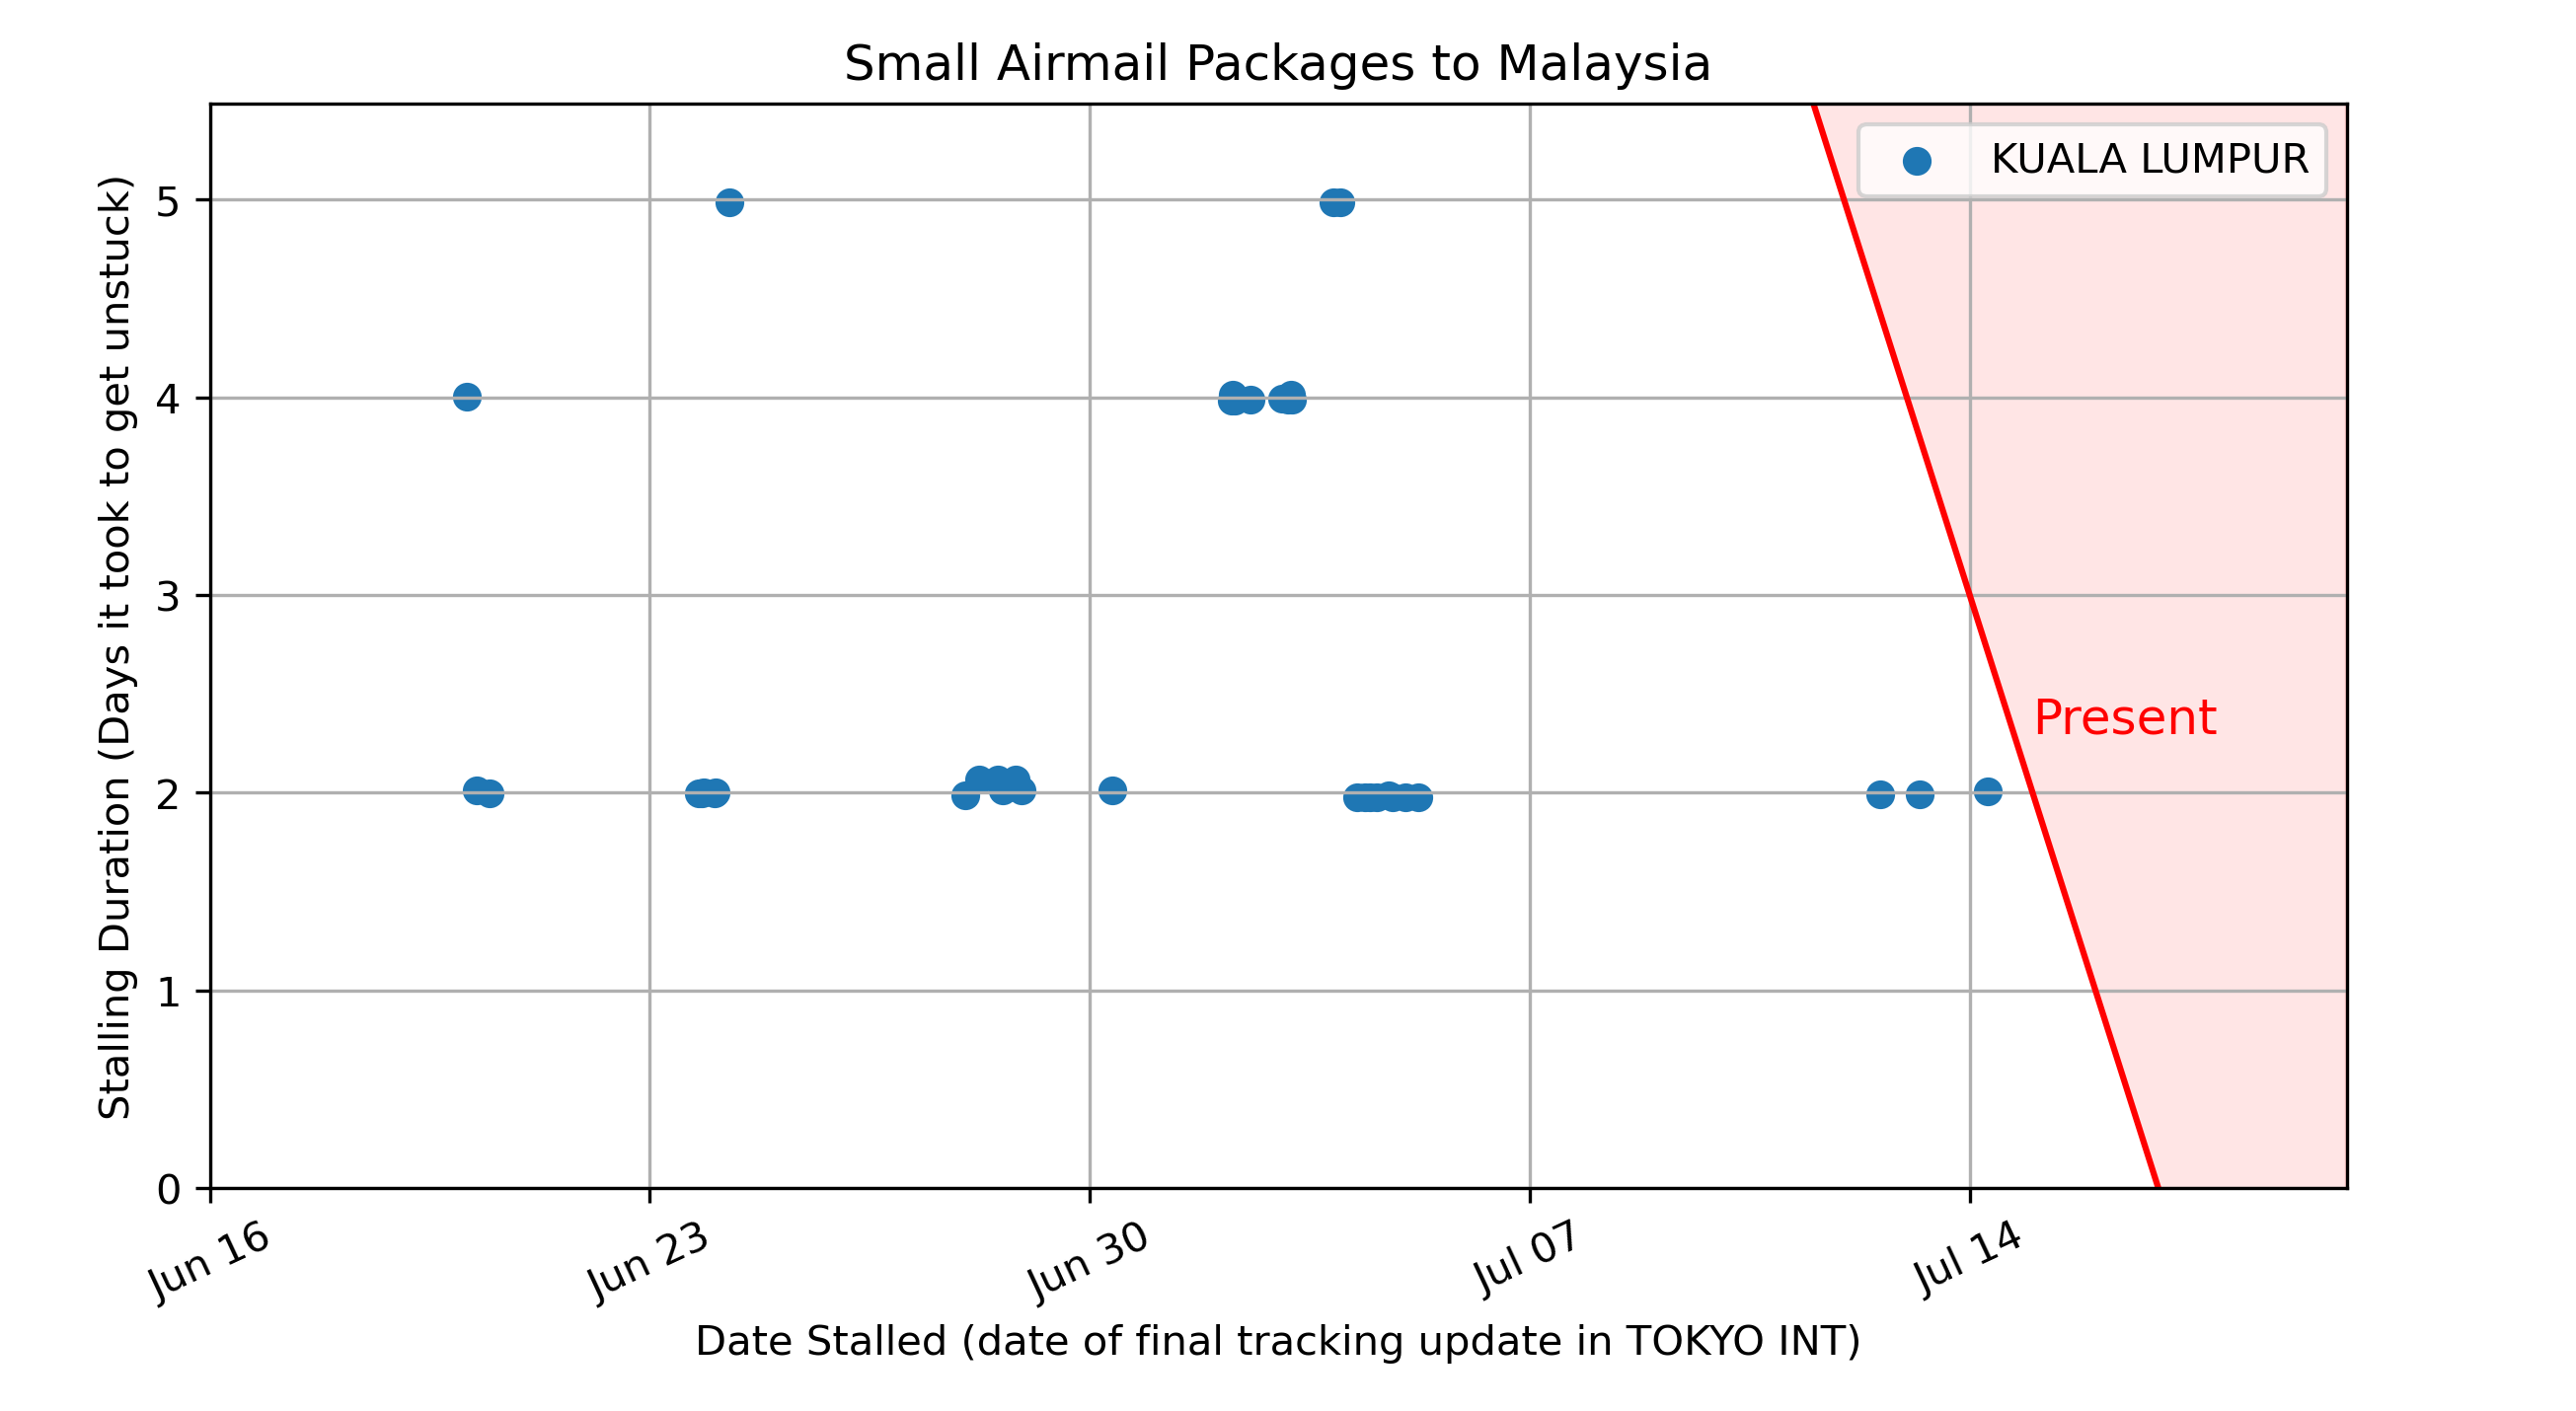 Small Airmail Packages to Malaysia
KUALA LUMPUR
Stalling Duration (Days it took to get unstuck)
5
4
3
2
1
0
Present
Jun 16
Jun 23
Jun 30
Jul 07
Jul 14
Date Stalled (date of final tracking update in TOKYO INT)